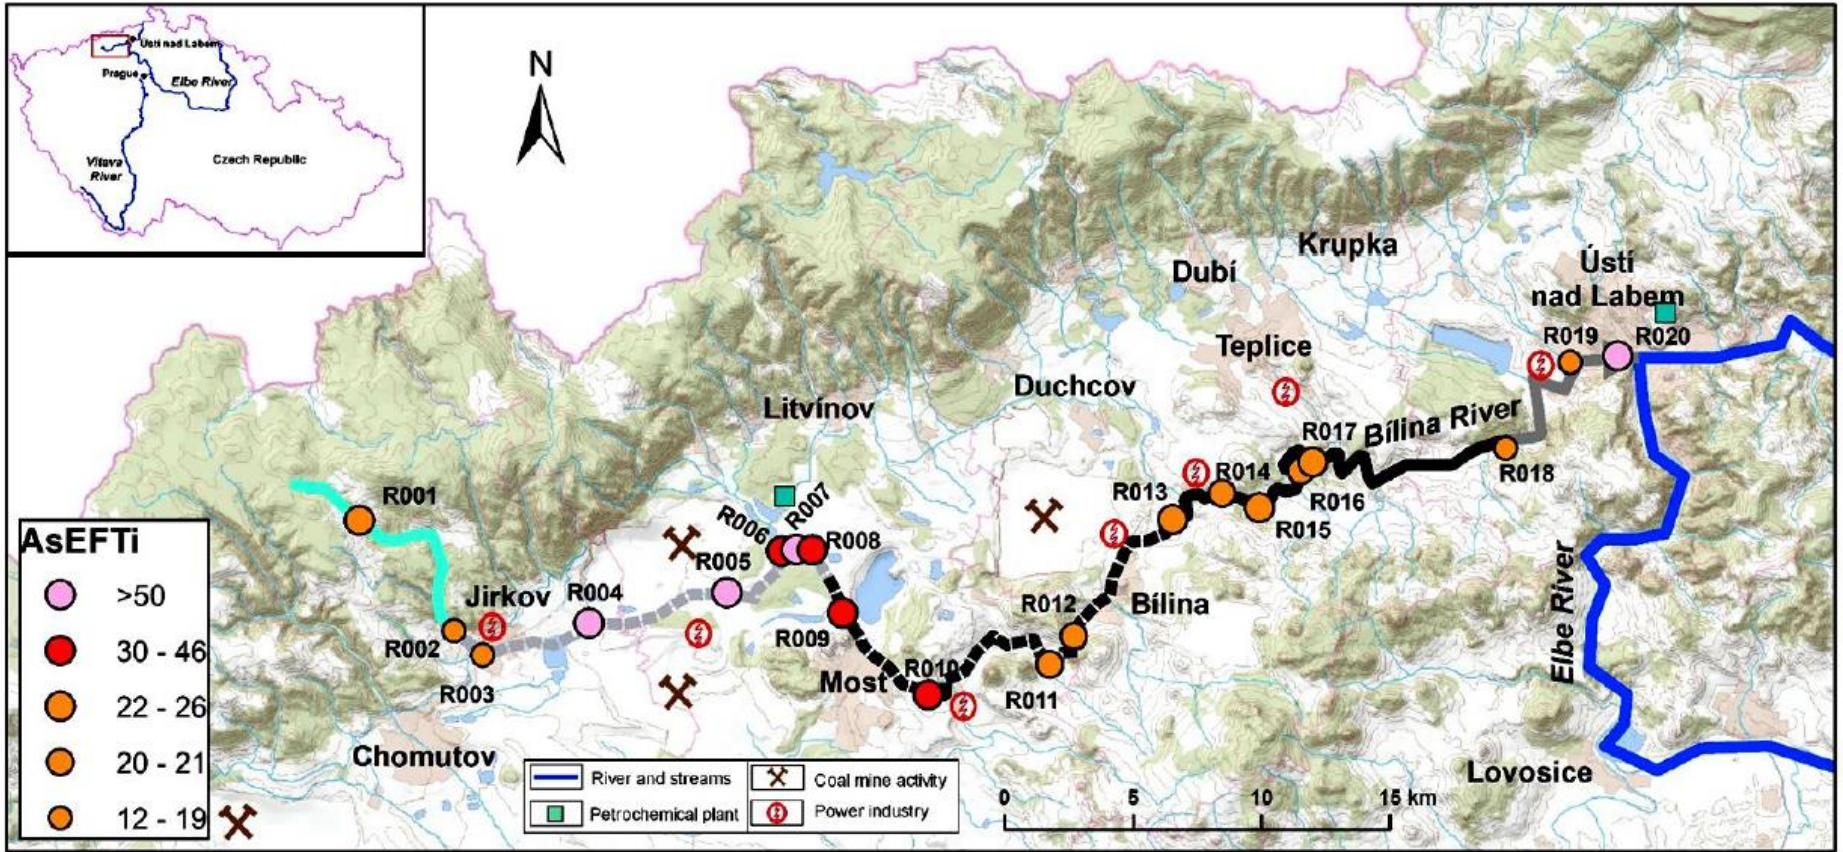 Ústí nad Labem
Prague
Elbe River
Vltava
River
Czech Republic
N
Krupka
Dubí
Ústí
nad Labem
R019
R020
Teplice
Duchcov
Litvínov
Bílina River
R017
R018
R014
R016
R013
R015
R001
R007
R006
R008
R005
AsEFTi
>50
30 - 46
22 - 26
20 - 21
12 - 19
Jirkov
R004
R002
R003
R009
R012
Bílina
Elbe River
R010
Most
R011
Chomutov
Lovosice
River and streams
Coal mine activity
Petrochemical plant
Power industry
0 5 10 15 km